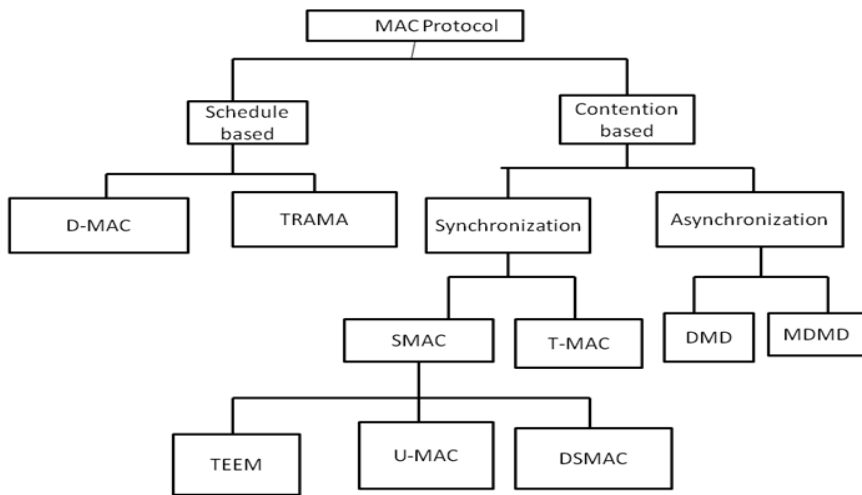 MAC Protocol
Schedule
based
Contention
based
D-MAC
TRAMA
Synchronization
Asynchronization
SMAC
T-MAC
DMD
MDMD
TEEM
U-MAC
DSMAC